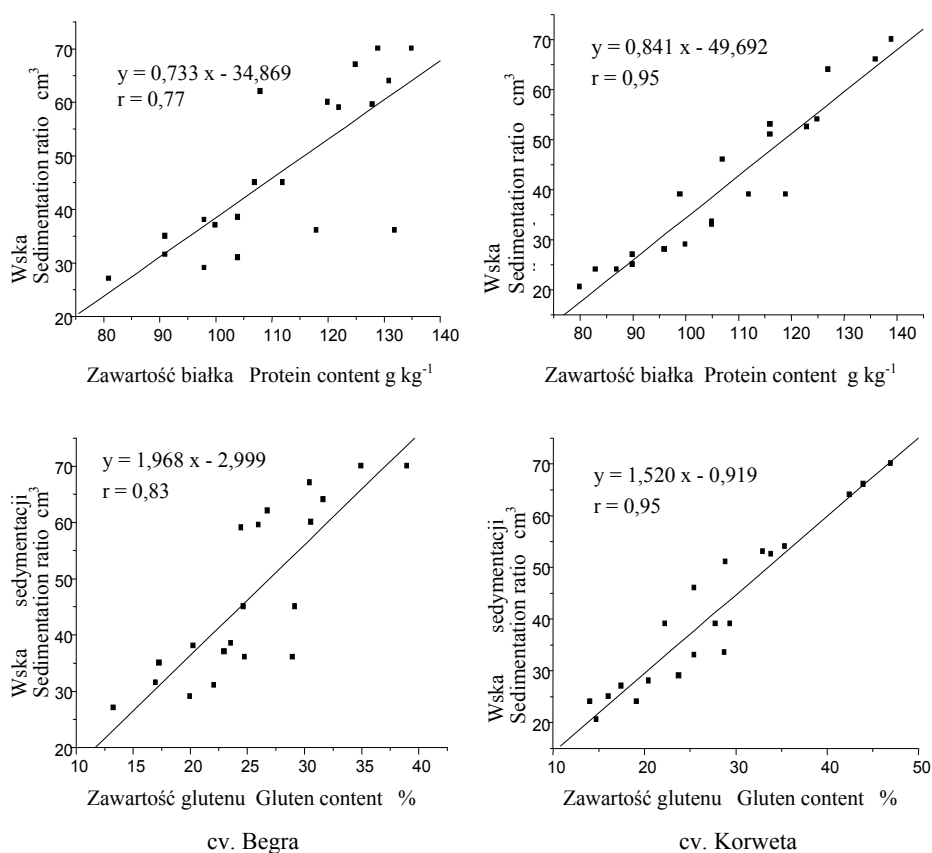 y = 0,733 x - 34,869
r = 0,77
Wska
Sedimentation ratio cm³
70
60
50
40
30
20
80 90 100 110 120 130 140
Zawartość białka Protein content g kg⁻¹
y = 0,841 x - 49,692
r = 0,95
Wska
Sedimentation ratio cm³
70
60
50
40
30
20
80 90 100 110 120 130 140
Zawartość białka Protein content g kg⁻¹
y = 1,968 x - 2,999
r = 0,83
Wska sedymentacji
Sedimentation ratio cm³
70
60
50
40
30
20
10 15 20 25 30 35 40
Zawartość glutenu Gluten content %
cv. Begra
y = 1,520 x - 0,919
r = 0,95
Wska sedymentacji
Sedimentation ratio cm³
70
60
50
40
30
20
10 20 30 40 50
Zawartość glutenu Gluten content %
cv. Korweta